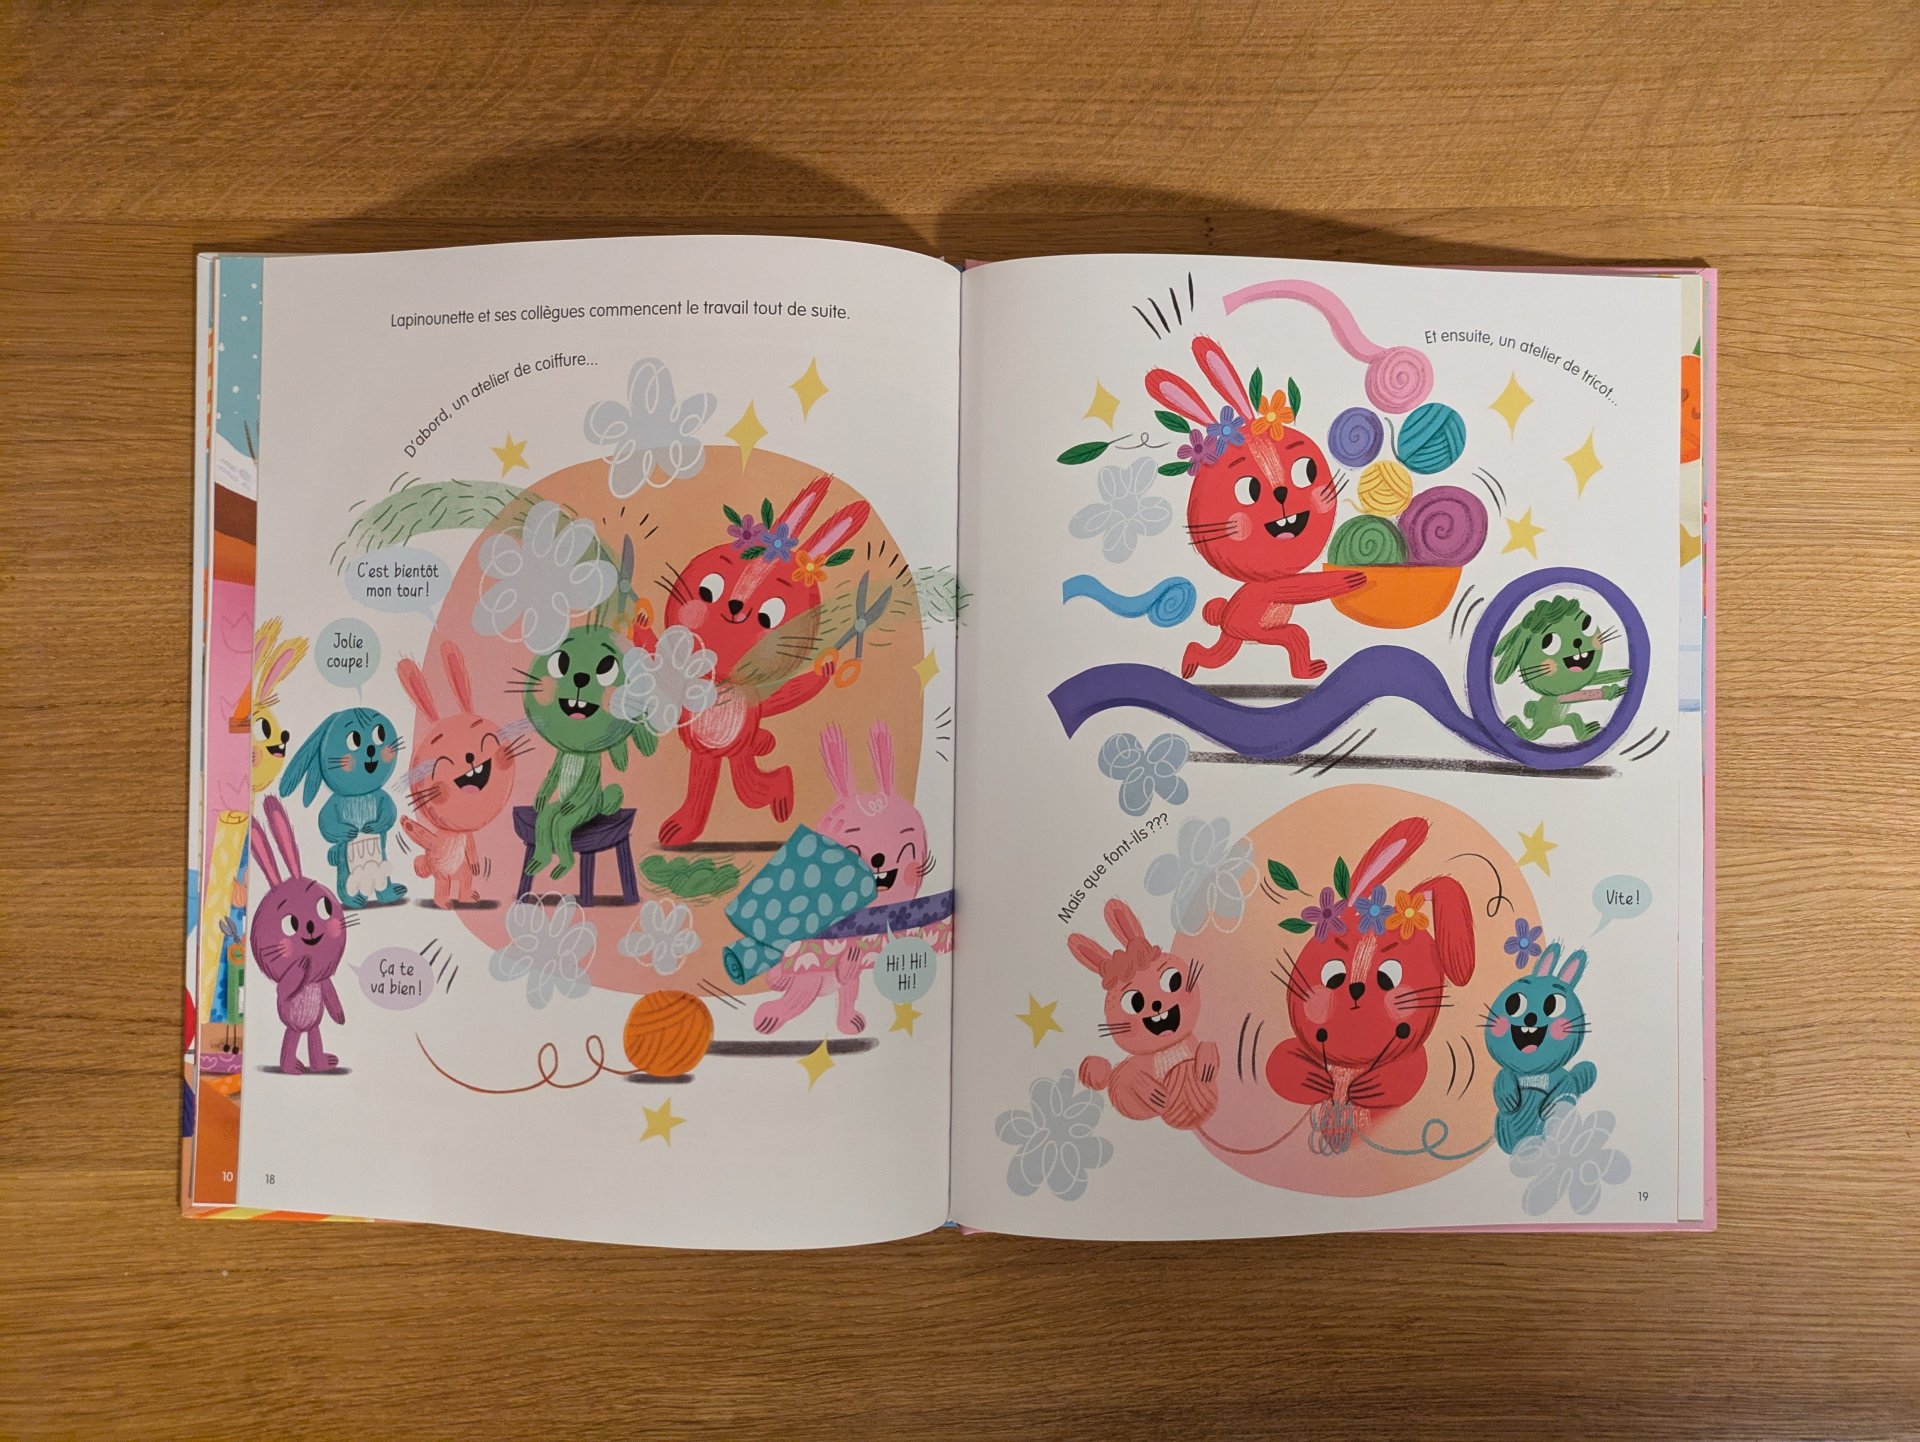 Lapinounette et ses collègues commencent le travail tout de suite.
D'abord, un atelier de coiffure...
C'est bientôt
mon tour !
Jolie
coupe !
Ça te
va bien !
Hi ! Hi !
Hi !
10
18
Et ensuite, un atelier de tricot...
Mais que font-ils ???
Vite !
19